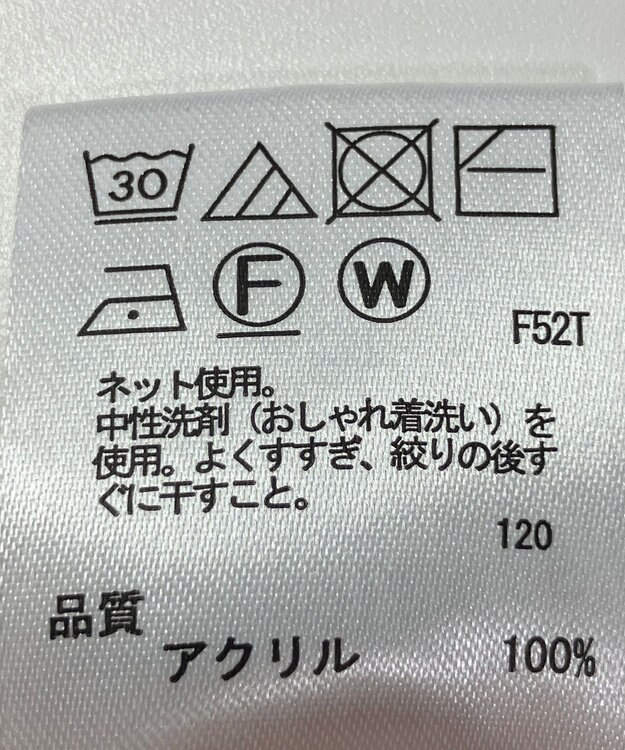 30
F W
F52T
ネット使用。
中性洗剤（おしゃれ着洗い）を
使用。よくすすぎ、絞りの後す
ぐに干すこと。
120
品質
アクリル 100%